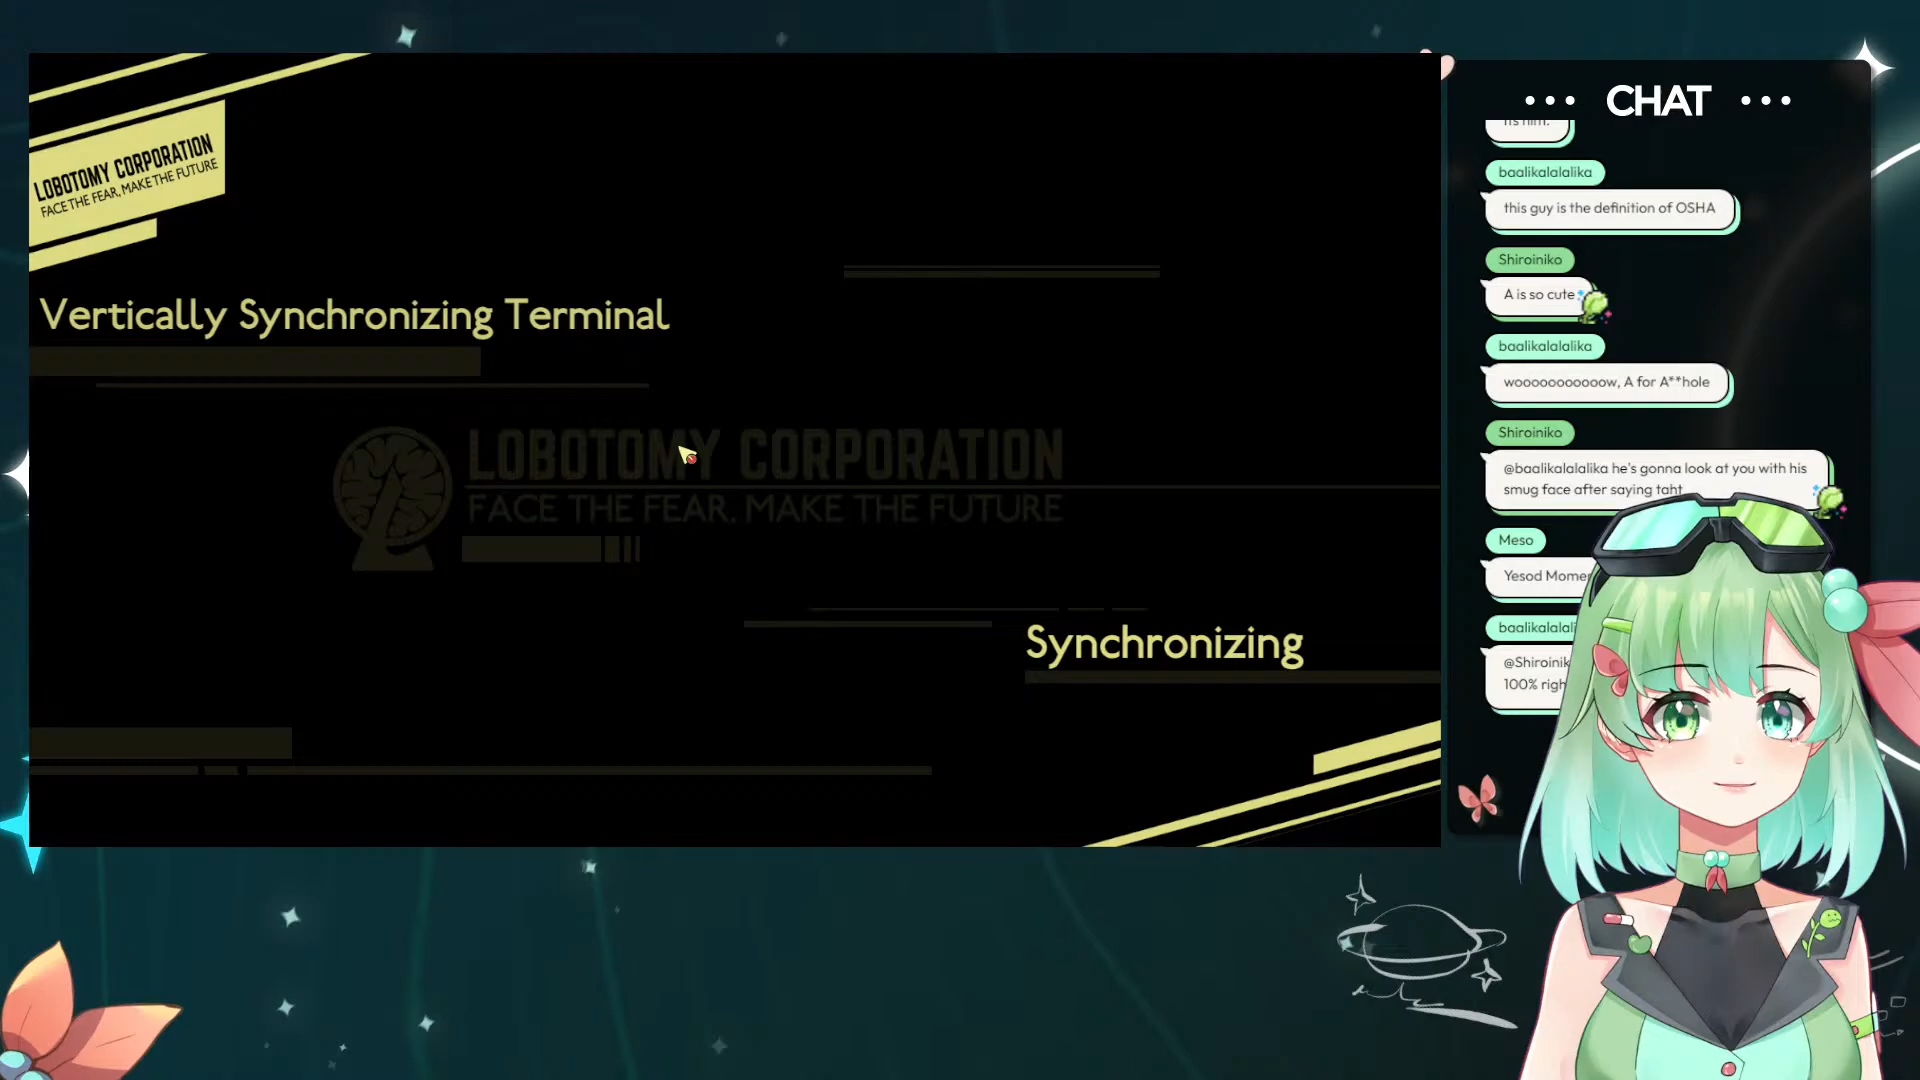 LOBOTOMY CORPORATION
FACE THE FEAR, MAKE THE FUTURE
Vertically Synchronizing Terminal
LOBOTOMY CORPORATION
FACE THE FEAR. MAKE THE FUTURE
Synchronizing
CHAT
baalikalalalika
this guy is the definition of OSHA
Shiroiniko
A is so cute
baalikalalalika
wooooooooooow, A for A**hole
Shiroiniko
@baalikalalalika he's gonna look at you with his
smug face after saying taht
Meso
Yesod Mome
baalikalalal
@Shiroinik
100% righ